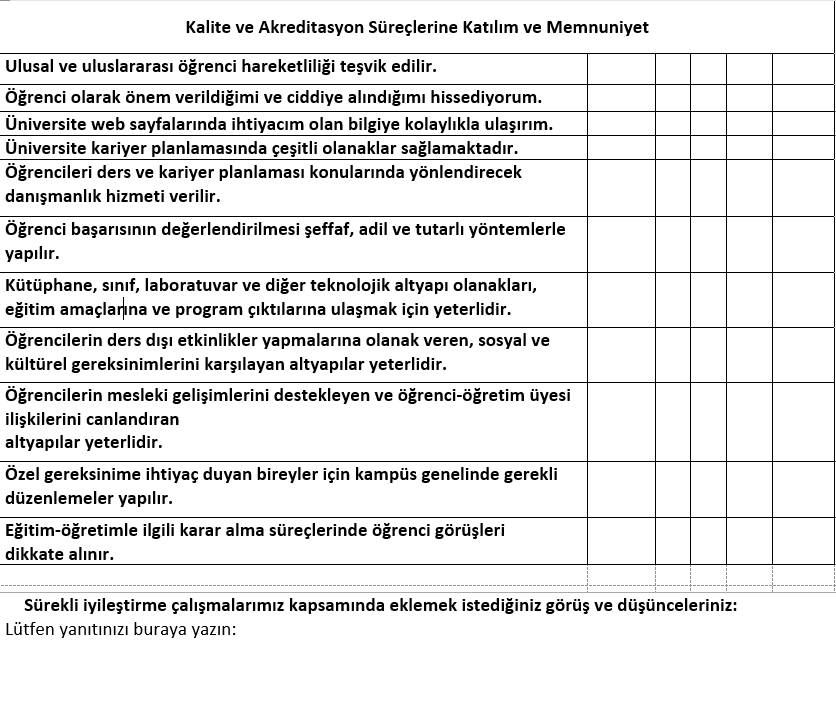 Kalite ve Akreditasyon Süreçlerine Katılım ve Memnuniyet
Ulusal ve uluslararası öğrenci hareketliliği teşvik edilir.
Öğrenci olarak önem verildiğimi ve ciddiye alındığımı hissediyorum.
Üniversite web sayfalarında ihtiyacım olan bilgiye kolaylıkla ulaşırım.
Üniversite kariyer planlamasında çeşitli olanaklar sağlamaktadır.
Öğrencileri ders ve kariyer planlaması konularında yönlendirecek
danışmanlık hizmeti verilir.
Öğrenci başarısının değerlendirilmesi şeffaf, adil ve tutarlı yöntemlerle
yapılır.
Kütüphane, sınıf, laboratuvar ve diğer teknolojik altyapı olanakları,
eğitim amaçlarına ve program çıktılarına ulaşmak için yeterlidir.
Öğrencilerin ders dışı etkinlikler yapmalarına olanak veren, sosyal ve
kültürel gereksinimlerini karşılayan altyapılar yeterlidir.
Öğrencilerin mesleki gelişimlerini destekleyen ve öğrenci-öğretim üyesi
ilişkilerini canlandıran
altyapılar yeterlidir.
Özel gereksinime ihtiyaç duyan bireyler için kampüs genelinde gerekli
düzenlemeler yapılır.
Eğitim-öğretimle ilgili karar alma süreçlerinde öğrenci görüşleri
dikkate alınır.
Sürekli iyileştirme çalışmalarımız kapsamında eklemek istediğiniz görüş ve düşünceleriniz:
Lütfen yanıtınızı buraya yazın: